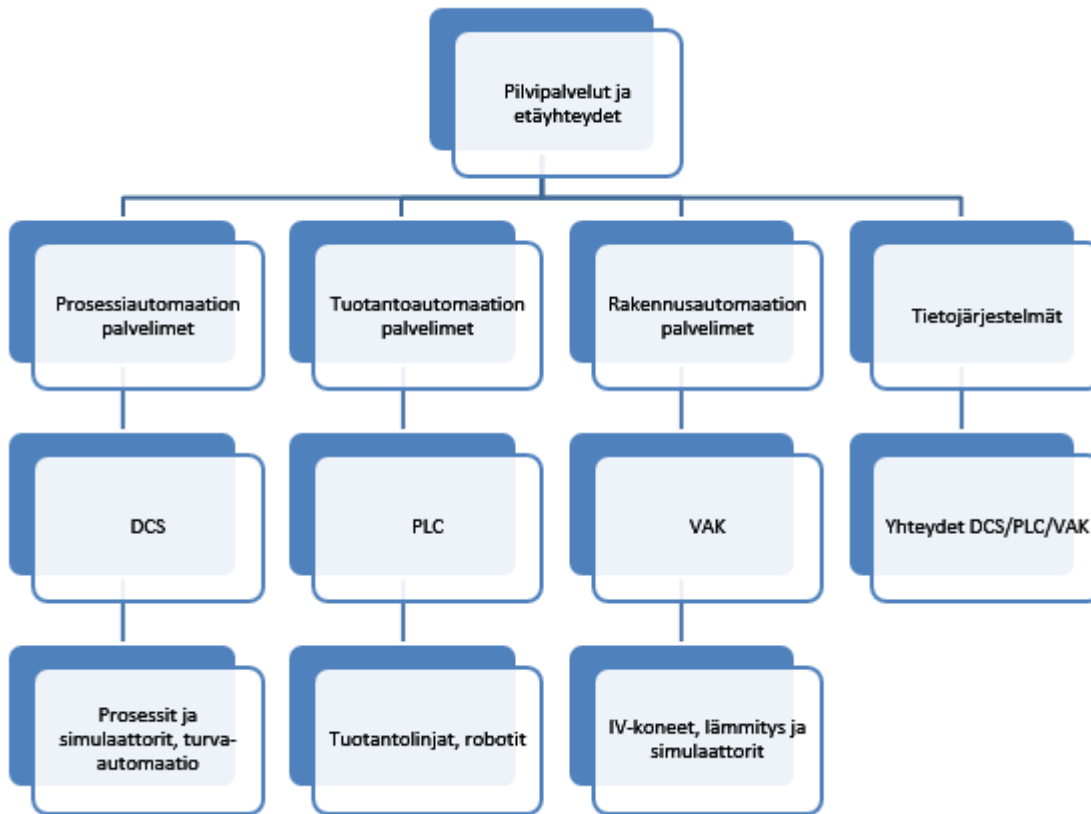 Pilvipalvelut ja
etäyhteydet
Prosessiautomaation
palvelimet
Tuotantoautomaation
palvelimet
Rakennusautomaation
palvelimet
Tietojärjestelmät
DCS
PLC
VAK
Yhteydet DCS/PLC/VAK
Prosessit ja
simulaattorit, turva-
automaatio
Tuotantolinjat, robotit
IV-koneet, lämmitys ja
simulaattorit